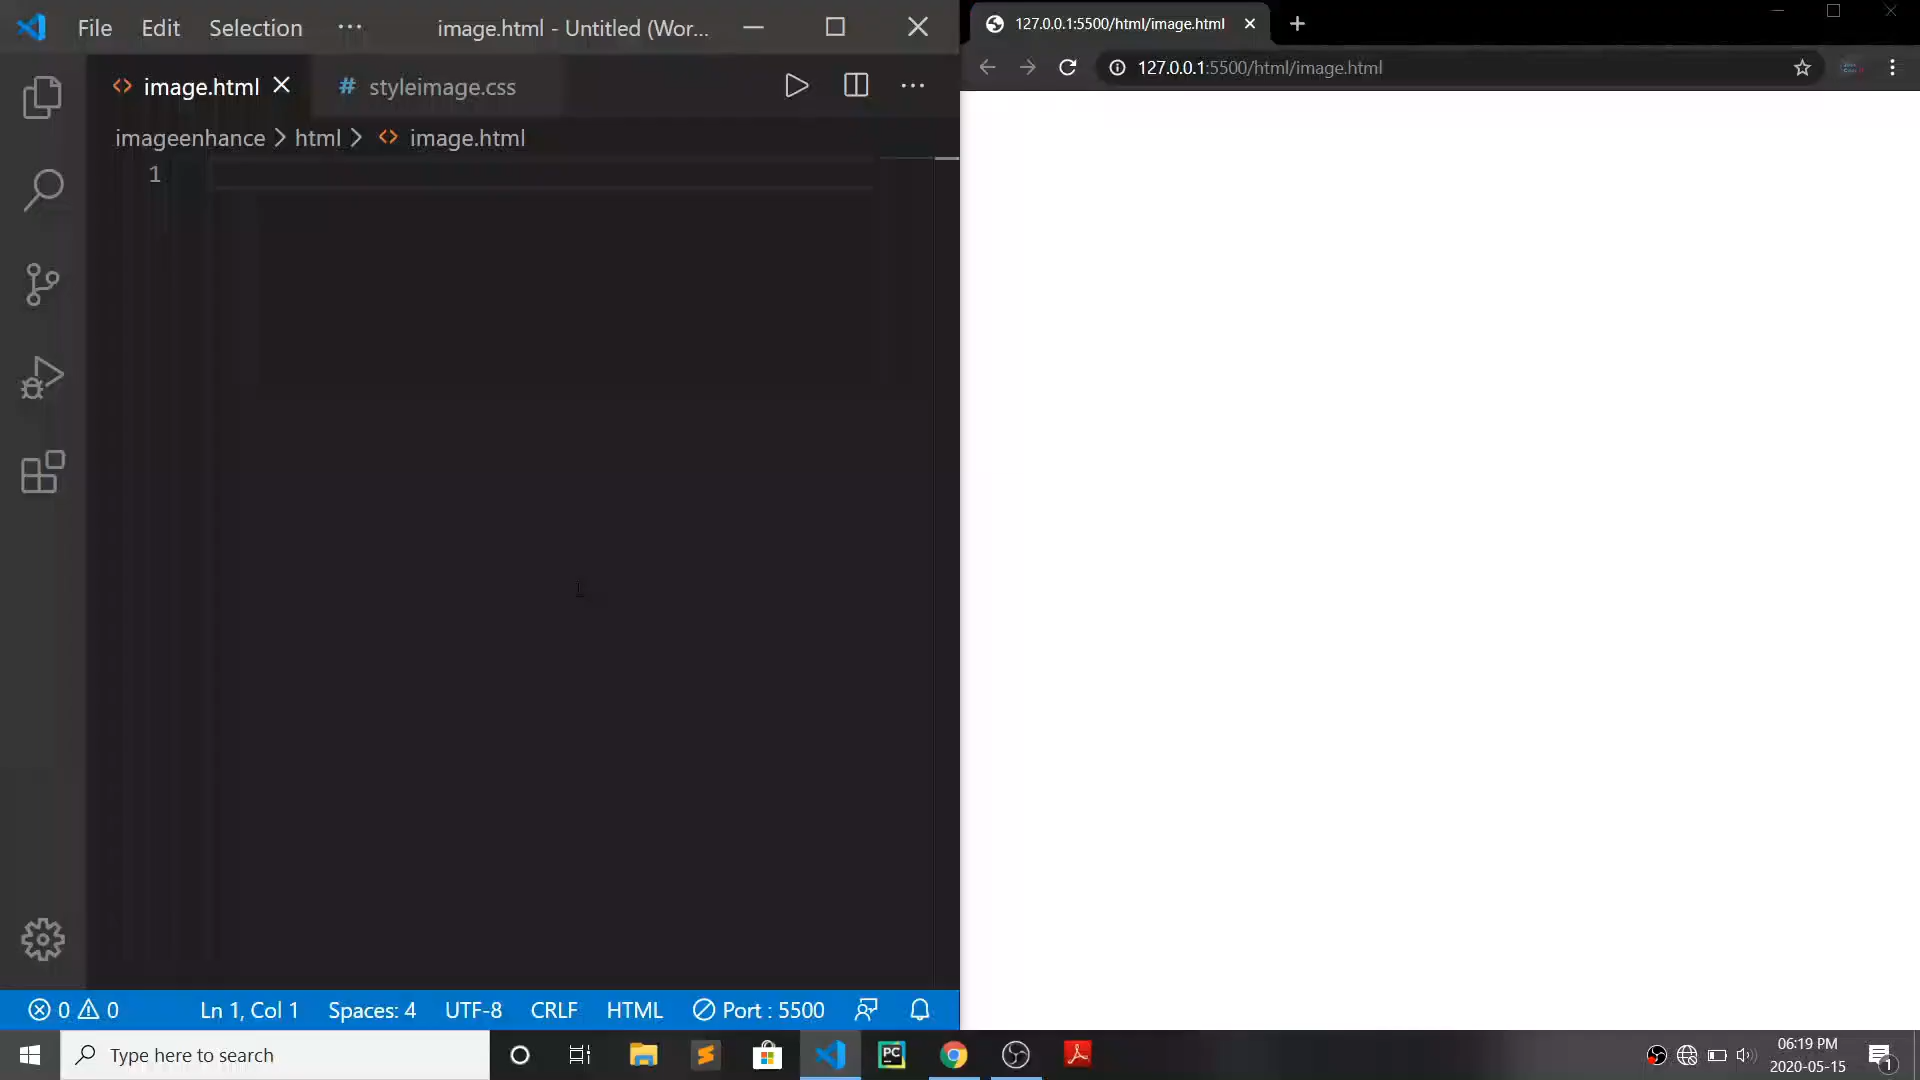 File Edit Selection ··· image.html - Untitled (Wor...
image.html # styleimage.css
imageenhance > html > image.html
1
0 0 Ln 1, Col 1 Spaces: 4 UTF-8 CRLF HTML Port : 5500
127.0.0.1:5500/html/image.html
127.0.0.1:5500/html/image.html
Type here to search
PC
06:19 PM
2020-05-15
1